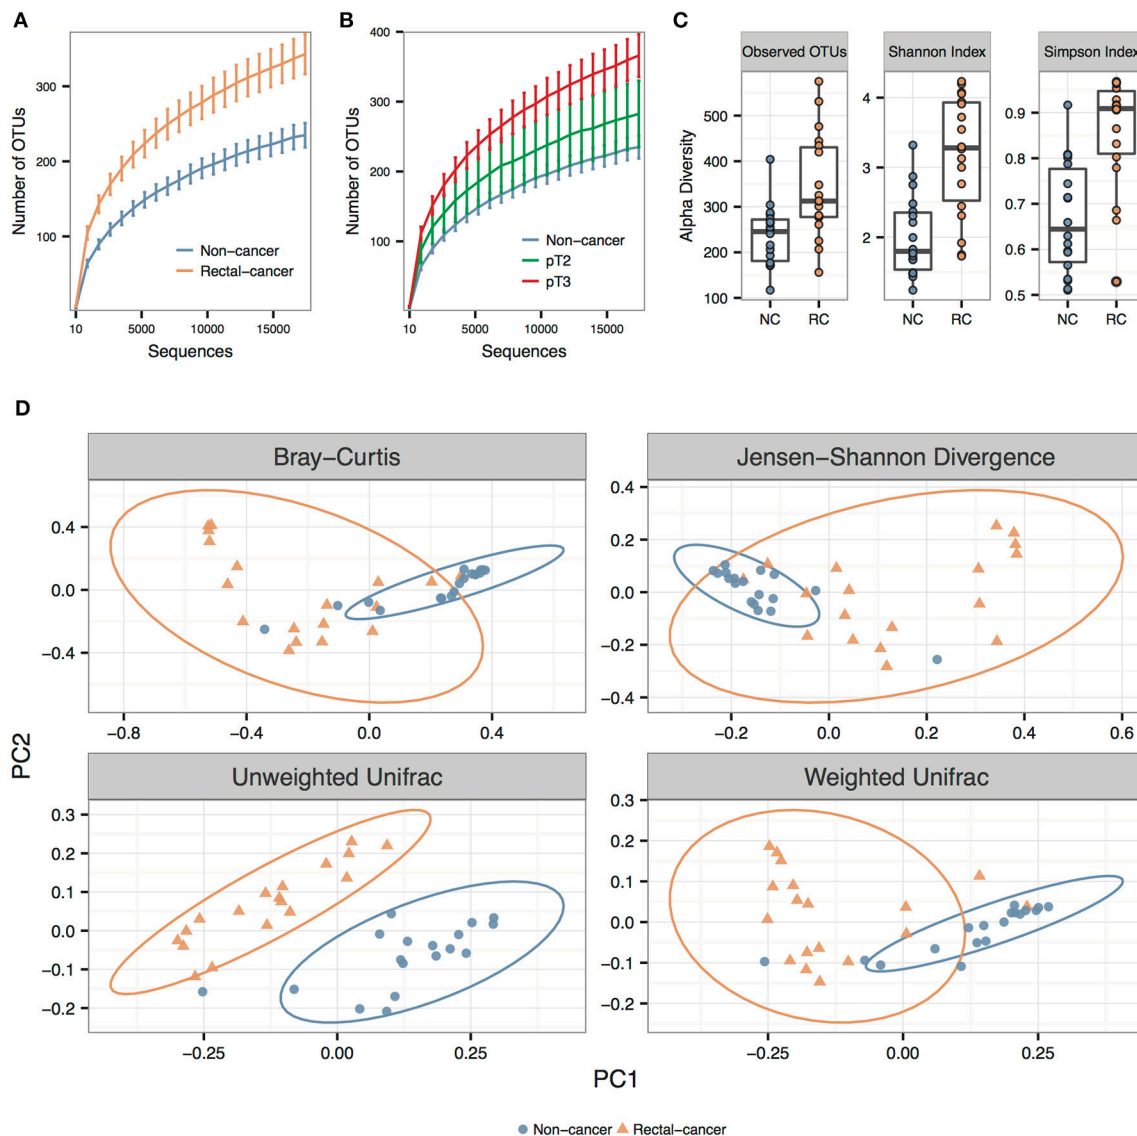 A
Number of OTUs
300
200
100
10 5000 10000 15000
Sequences
Non−cancer
Rectal−cancer
B
Number of OTUs
400
300
200
100
10 5000 10000 15000
Sequences
Non−cancer
pT2
pT3
C
Alpha Diversity
Observed OTUs
500
400
300
200
100
NC RC
Shannon Index
4
3
2
NC RC
Simpson Index
0.9
0.8
0.7
0.6
0.5
NC RC
D
PC2
Bray−Curtis
0.4
0.0
−0.4
−0.8 −0.4 0.0 0.4
Jensen−Shannon Divergence
0.4
0.2
0.0
−0.2
−0.4
−0.2 0.0 0.2 0.4 0.6
Unweighted Unifrac
0.3
0.2
0.1
0.0
−0.1
−0.2
−0.25 0.00 0.25
Weighted Unifrac
0.3
0.2
0.1
0.0
−0.1
−0.2
−0.25 0.00 0.25
PC1
Non−cancer Rectal−cancer